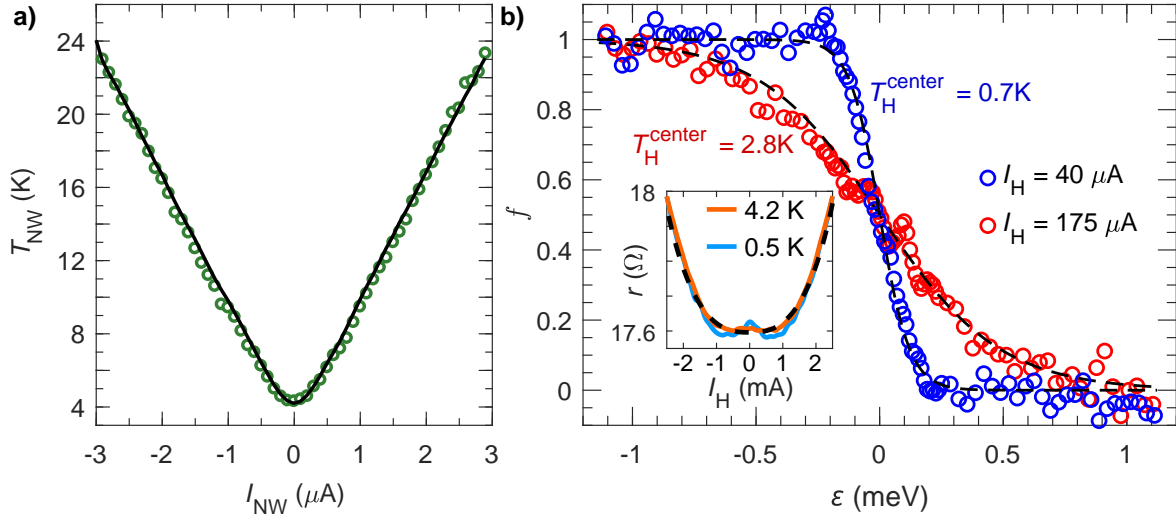 a)
24
20
16
12
8
4
T_NW (K)
-3
-2
-1
0
1
2
3
I_NW (μA)
b)
1
0.8
0.6
0.4
0.2
0
f
T_H^center = 0.7K
T_H^center = 2.8K
I_H = 40 μA
I_H = 175 μA
18
17.6
r (Ω)
4.2 K
0.5 K
-2
-1
0
1
2
I_H (mA)
-1
-0.5
0
0.5
1
ε (meV)